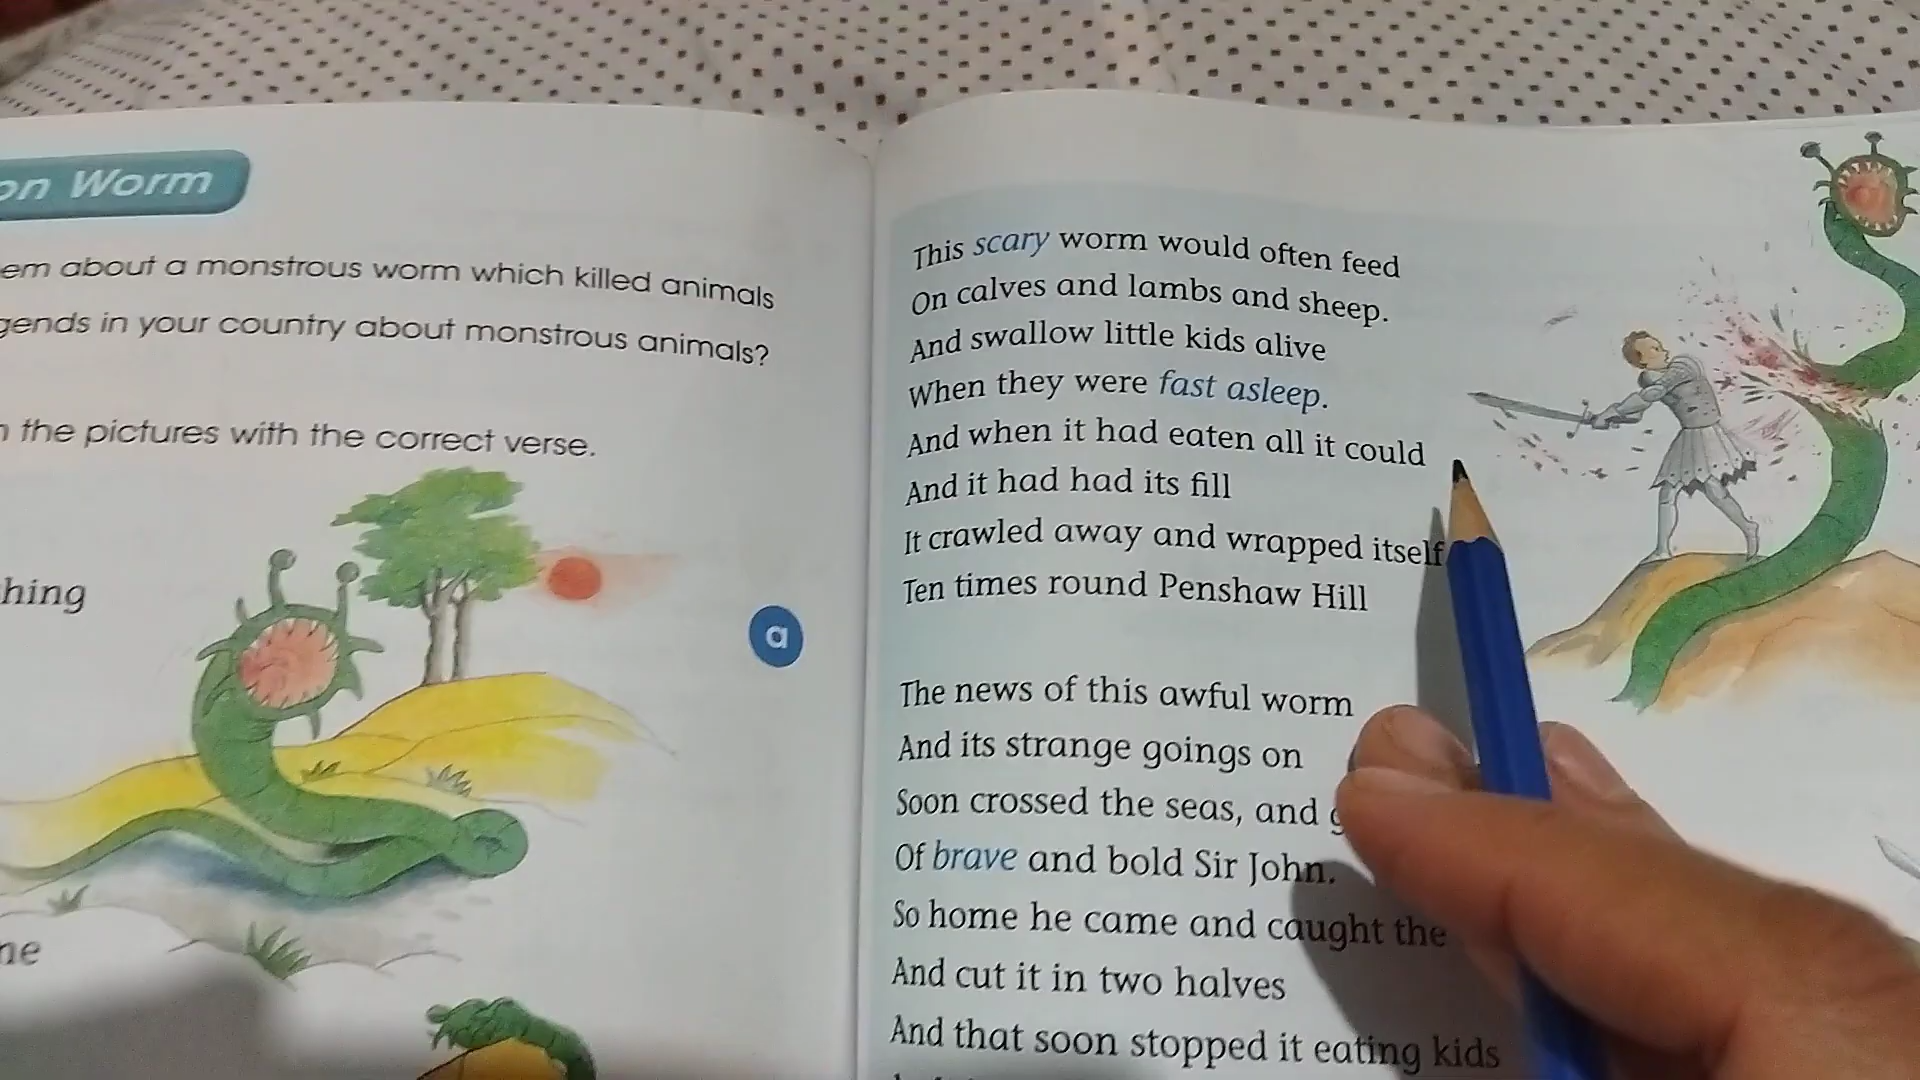 on Worm
em about a monstrous worm which killed animals
gends in your country about monstrous animals?
the pictures with the correct verse.
hing
a
ne
This scary worm would often feed
On calves and lambs and sheep.
And swallow little kids alive
When they were fast asleep.
And when it had eaten all it could
And it had had its fill
It crawled away and wrapped itself
Ten times round Penshaw Hill
The news of this awful worm
And its strange goings on
Soon crossed the seas, and
Of brave and bold Sir John.
So home he came and caught the
And cut it in two halves
And that soon stopped it eating kids